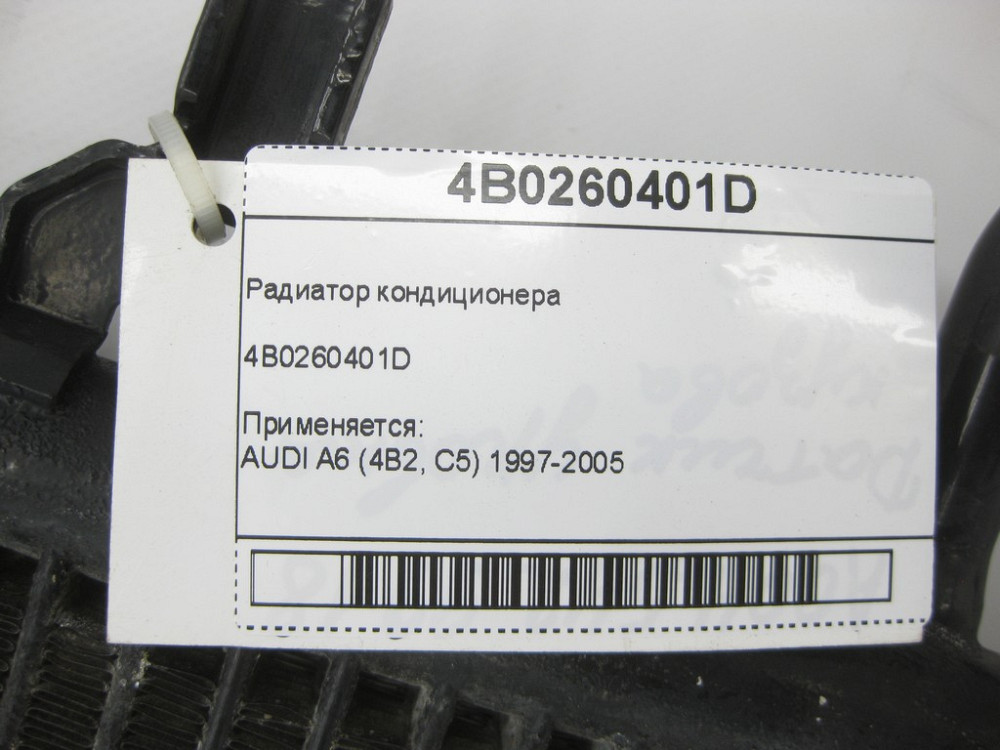 4B0260401D
Радиатор кондиционера
4B0260401D
Применяется:
AUDI A6 (4B2, C5) 1997-2005